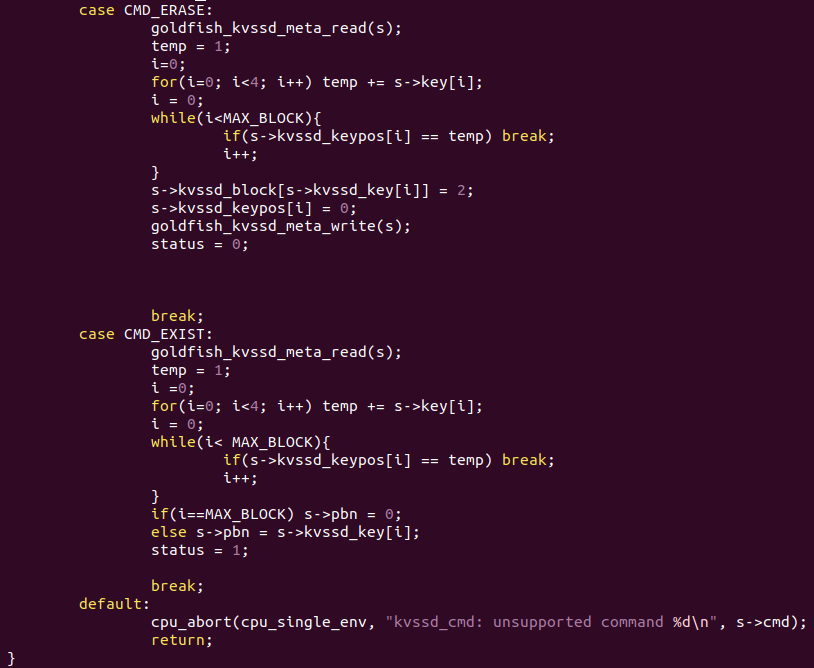 case CMD_ERASE:
goldfish_kvssd_meta_read(s);
temp = 1;
i=0;
for(i=0; i<4; i++) temp += s->key[i];
i = 0;
while(i<MAX_BLOCK){
if(s->kvssd_keypos[i] == temp) break;
i++;
}
s->kvssd_block[s->kvssd_key[i]] = 2;
s->kvssd_keypos[i] = 0;
goldfish_kvssd_meta_write(s);
status = 0;
break;
case CMD_EXIST:
goldfish_kvssd_meta_read(s);
temp = 1;
i =0;
for(i=0; i<4; i++) temp += s->key[i];
i = 0;
while(i< MAX_BLOCK){
if(s->kvssd_keypos[i] == temp) break;
i++;
}
if(i==MAX_BLOCK) s->pbn = 0;
else s->pbn = s->kvssd_key[i];
status = 1;
break;
default:
cpu_abort(cpu_single_env, "kvssd_cmd: unsupported command %d\n", s->cmd);
return;
}